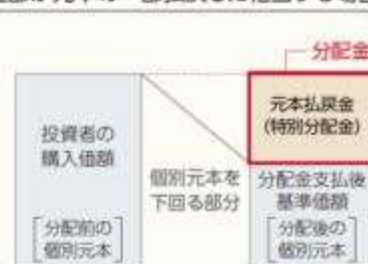 分配金
元本払戻金
(特別分配金)
投資者の
購入価額
個別元本を
下回る部分
分配金支払後
基準価額
分配前の
個別元本
分配後の
個別元本